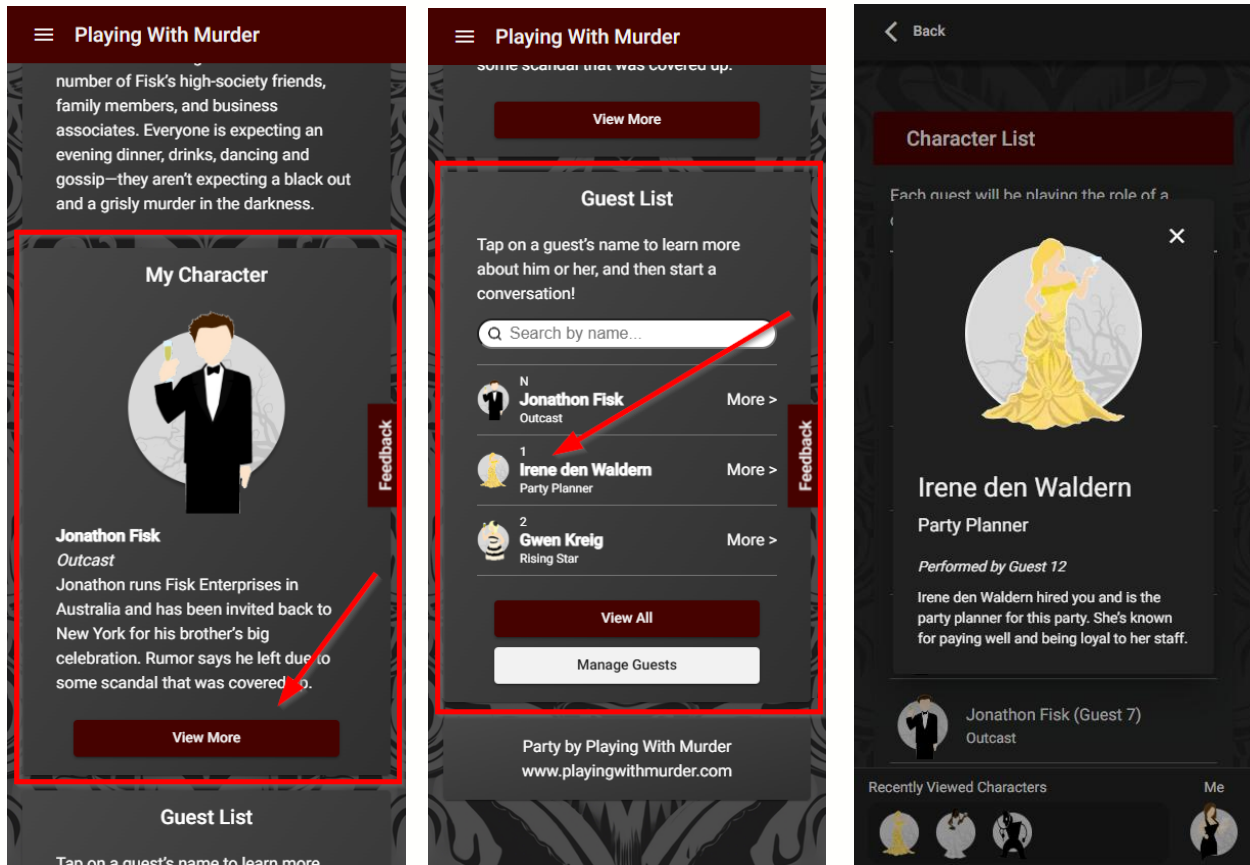 Playing With Murder
number of Fisk's high-society friends,
family members, and business
associates. Everyone is expecting an
evening dinner, drinks, dancing and
gossip—they aren't expecting a black out
and a grisly murder in the darkness.
My Character
Feedback
Jonathon Fisk
Outcast
Jonathon runs Fisk Enterprises in
Australia and has been invited back to
New York for his brother's big
celebration. Rumor says he left due to
some scandal that was covered up.
View More
Guest List
Tap on a guest's name to learn more
Playing With Murder
some scandal that was covered up.
View More
Guest List
Tap on a guest's name to learn more
about him or her, and then start a
conversation!
Search by name...
N
Jonathon Fisk
More >
Outcast
1
Irene den Waldern
More >
Party Planner
2
Gwen Kreig
More >
Rising Star
Feedback
View All
Manage Guests
Party by Playing With Murder
www.playingwithmurder.com
Back
Character List
Each guest will be playing the role of a
Irene den Waldern
Party Planner
Performed by Guest 12
Irene den Waldern hired you and is the
party planner for this party. She's known
for paying well and being loyal to her staff.
Jonathon Fisk (Guest 7)
Outcast
Recently Viewed Characters
Me